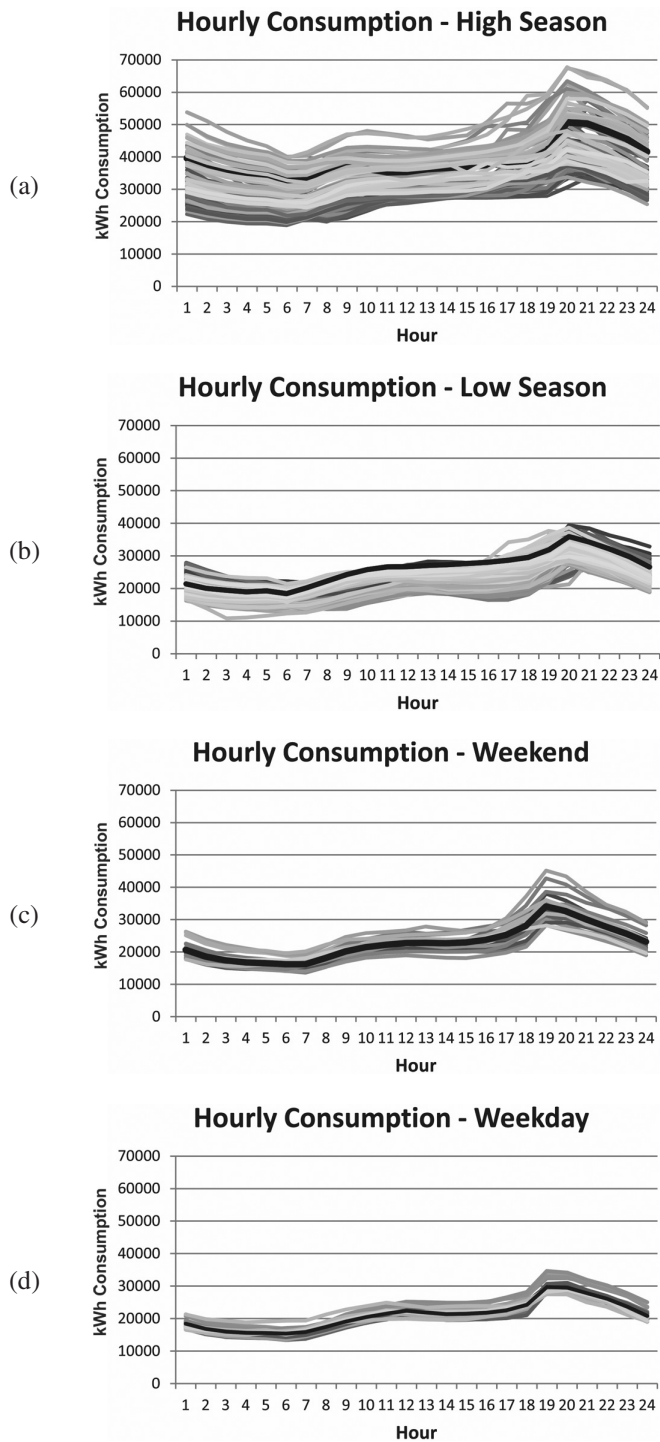 Hourly Consumption - High Season
70000
60000
50000
40000
30000
20000
10000
0
kWh Consumption
1 2 3 4 5 6 7 8 9 10 11 12 13 14 15 16 17 18 19 20 21 22 23 24
Hour
(a)
Hourly Consumption - Low Season
70000
60000
50000
40000
30000
20000
10000
0
kWh Consumption
1 2 3 4 5 6 7 8 9 10 11 12 13 14 15 16 17 18 19 20 21 22 23 24
Hour
(b)
Hourly Consumption - Weekend
70000
60000
50000
40000
30000
20000
10000
0
kWh Consumption
1 2 3 4 5 6 7 8 9 10 11 12 13 14 15 16 17 18 19 20 21 22 23 24
Hour
(c)
Hourly Consumption - Weekday
70000
60000
50000
40000
30000
20000
10000
0
kWh Consumption
1 2 3 4 5 6 7 8 9 10 11 12 13 14 15 16 17 18 19 20 21 22 23 24
Hour
(d)